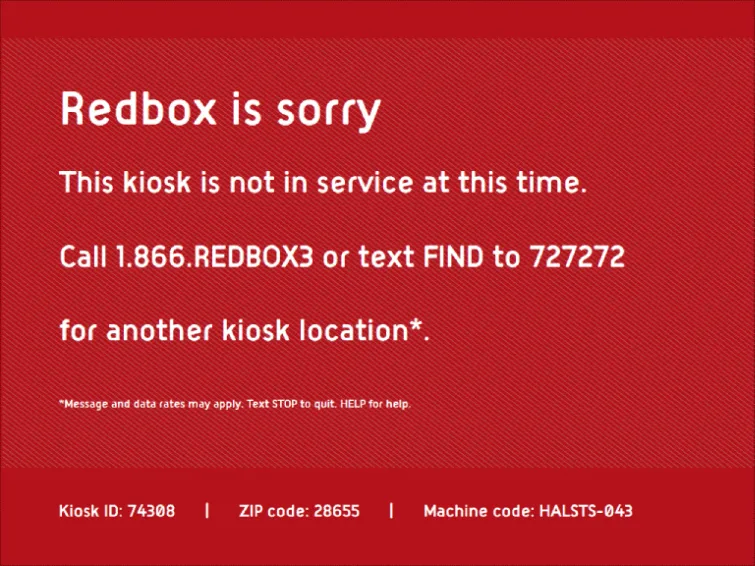 Redbox is sorry
This kiosk is not in service at this time.
Call 1.866.REDBOX3 or text FIND to 727272
for another kiosk location*.
*Message and data rates may apply. Text STOP to quit. HELP for help.
Kiosk ID: 74308 | ZIP code: 28655 | Machine code: HALSTS-043